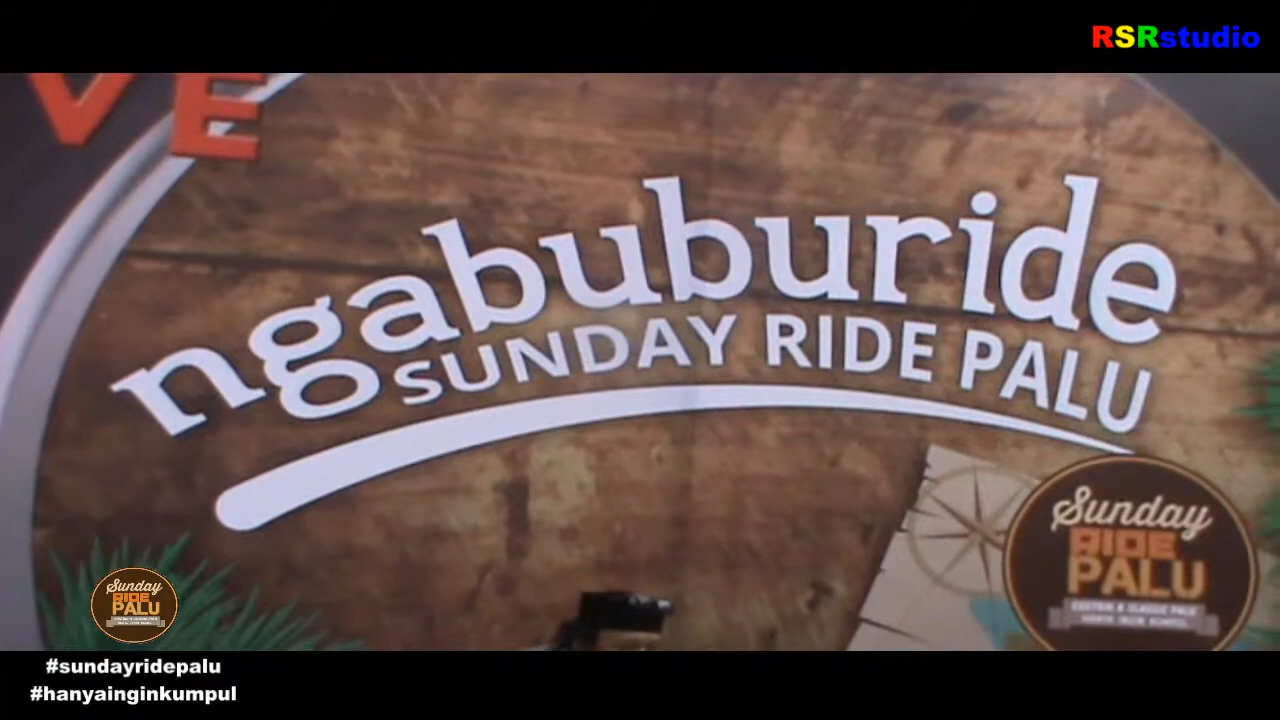 RSRstudio
VE
ngabuburide
SUNDAY RIDE PALU
Sunday
RIDE
PALU
Sunday
RIDE
PALU
#sundayridepalu
#hanyainginkumpul